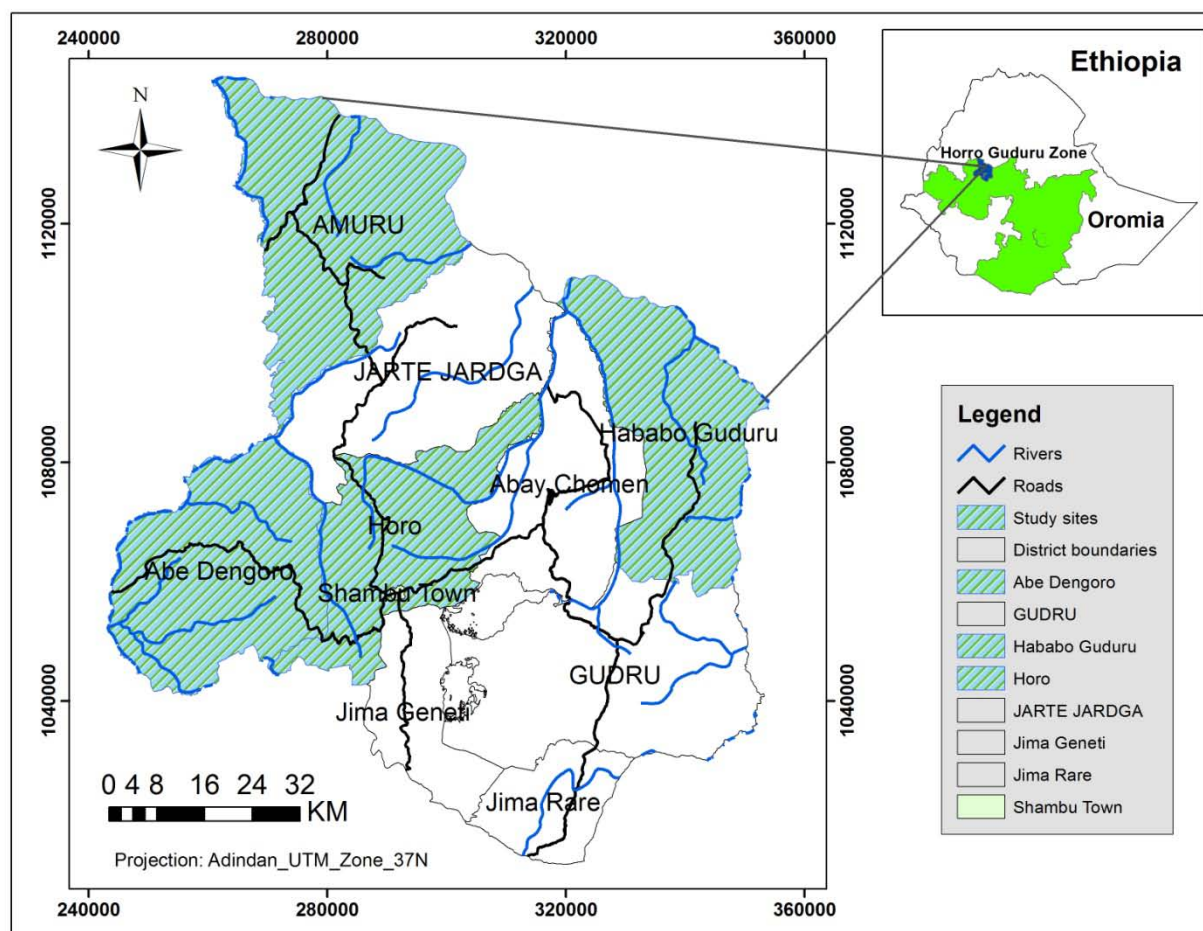 240000 280000 320000 360000
N
Ethiopia
Horro Guduru Zone
Oromia
1120000
1120000
AMURU
JARTE JARDGA
Hababo Guduru
1080000
1080000
Abay Chomen
Horo
Abe Dengoro
Shambu Town
GUDRU
1040000
1040000
Jima Geneti
Jima Rare
0 4 8 16 24 32
KM
Projection: Adindan_UTM_Zone_37N
240000 280000 320000 360000
Legend
Rivers
Roads
Study sites
District boundaries
Abe Dengoro
GUDRU
Hababo Guduru
Horo
JARTE JARDGA
Jima Geneti
Jima Rare
Shambu Town